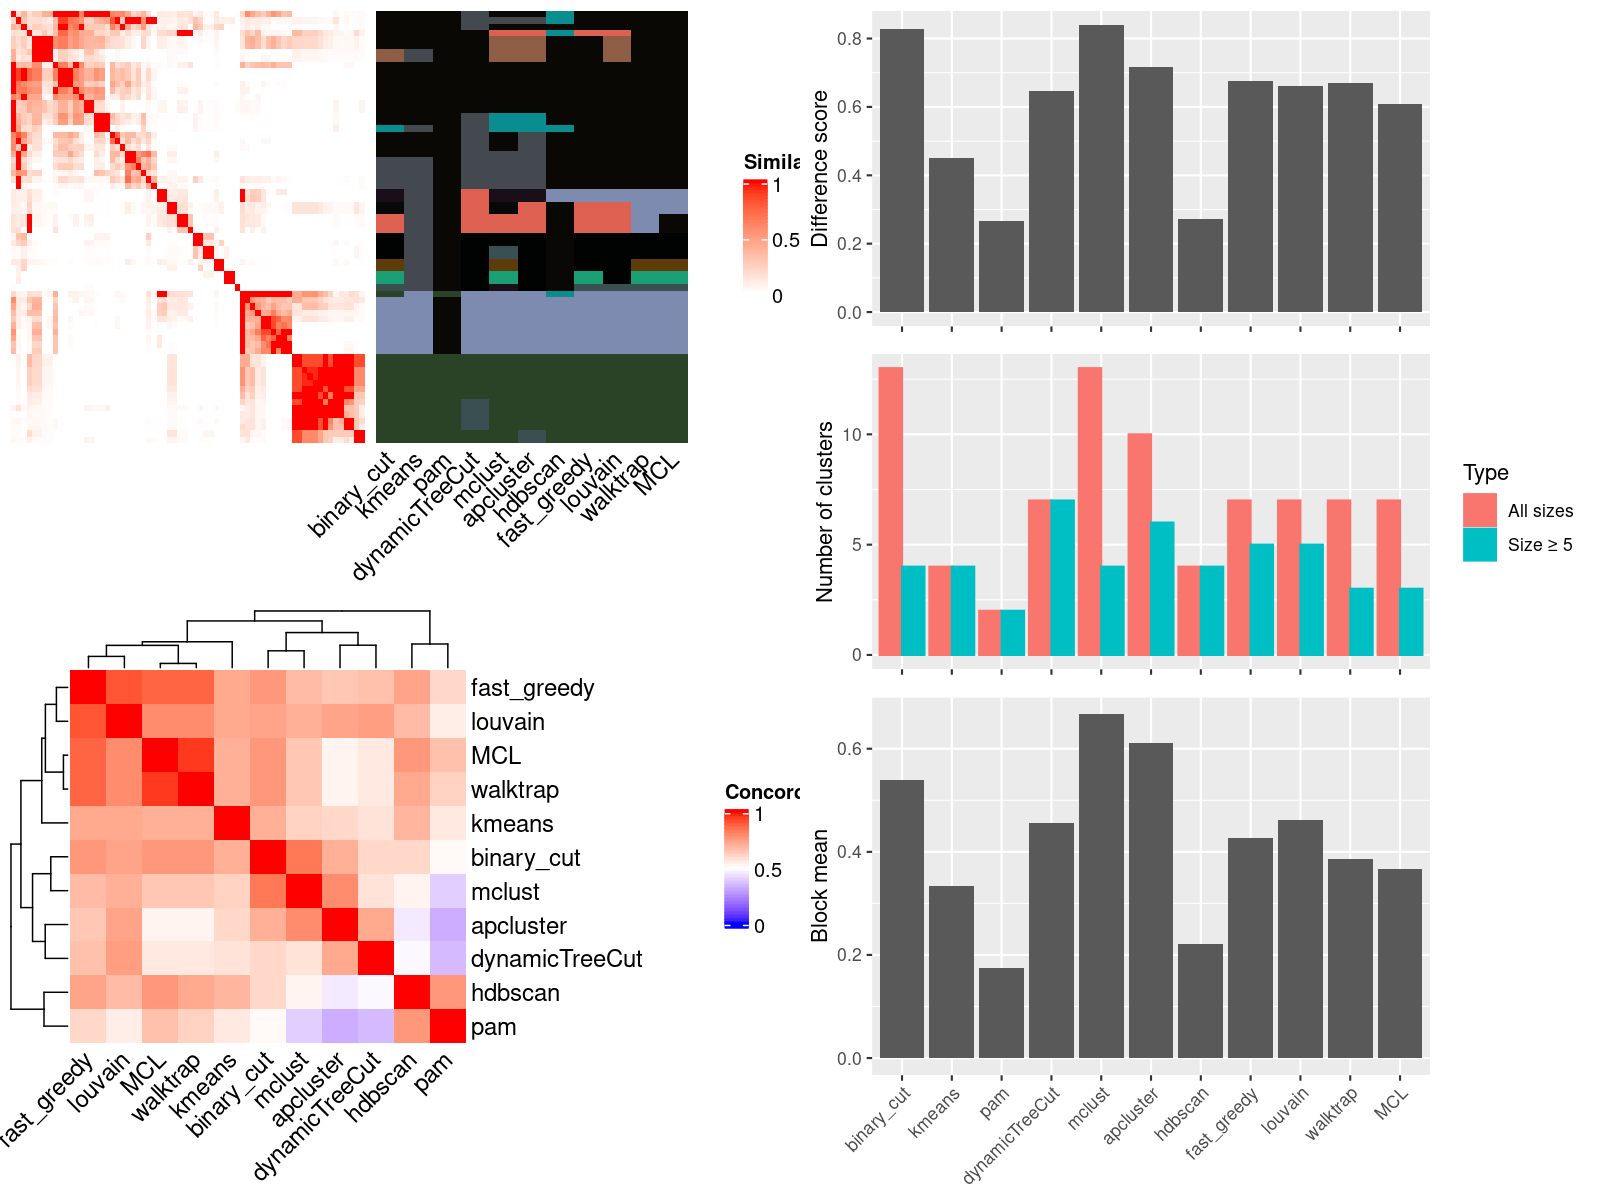 Simila
1
0.5
0
binary_cut
kmeans
pam
dynamicTreeCut
mclust
apcluster
hdbscan
fast_greedy
louvain
walktrap
MCL
Difference score
0.8
0.6
0.4
0.2
0.0
Number of clusters
10
5
0
Type
All sizes
Size ≥ 5
fast_greedy
louvain
MCL
walktrap
kmeans
binary_cut
mclust
apcluster
dynamicTreeCut
hdbscan
pam
fast_greedy
louvain
MCL
walktrap
kmeans
binary_cut
mclust
apcluster
dynamicTreeCut
hdbscan
pam
Concord
1
0.5
0
Block mean
0.6
0.4
0.2
0.0
binary_cut
kmeans
pam
dynamicTreeCut
mclust
apcluster
hdbscan
fast_greedy
louvain
walktrap
MCL